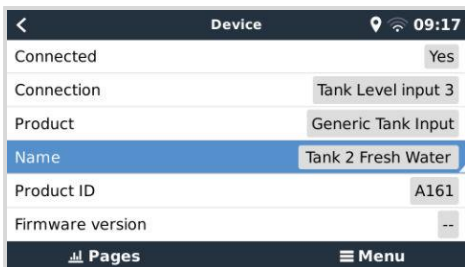 Device 09:17
Connected Yes
Connection Tank Level input 3
Product Generic Tank Input
Name Tank 2 Fresh Water
Product ID A161
Firmware version --
Pages Menu